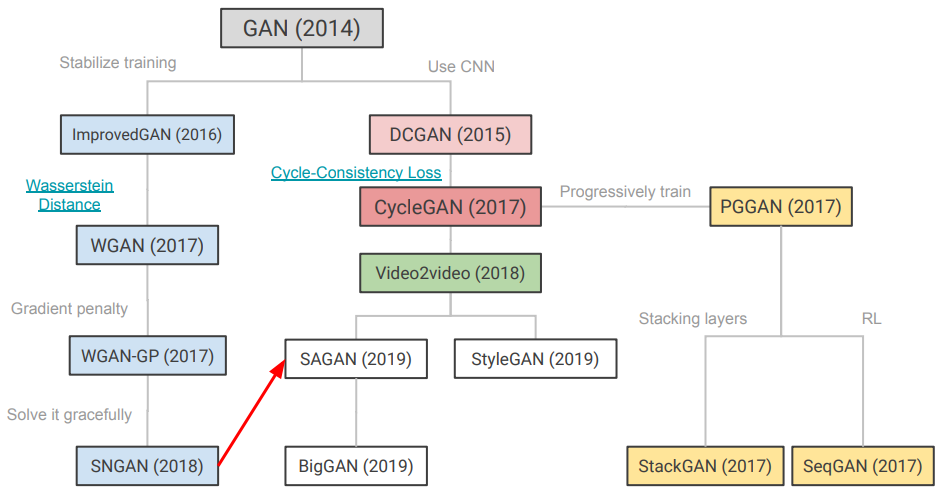 GAN (2014)
Stabilize training
Use CNN
ImprovedGAN (2016)
DCGAN (2015)
Cycle-Consistency Loss
Wasserstein
Distance
CycleGAN (2017)
Progressively train
PGGAN (2017)
WGAN (2017)
Video2video (2018)
Gradient penalty
Stacking layers
RL
WGAN-GP (2017)
SAGAN (2019)
StyleGAN (2019)
Solve it gracefully
SNGAN (2018)
BigGAN (2019)
StackGAN (2017)
SeqGAN (2017)